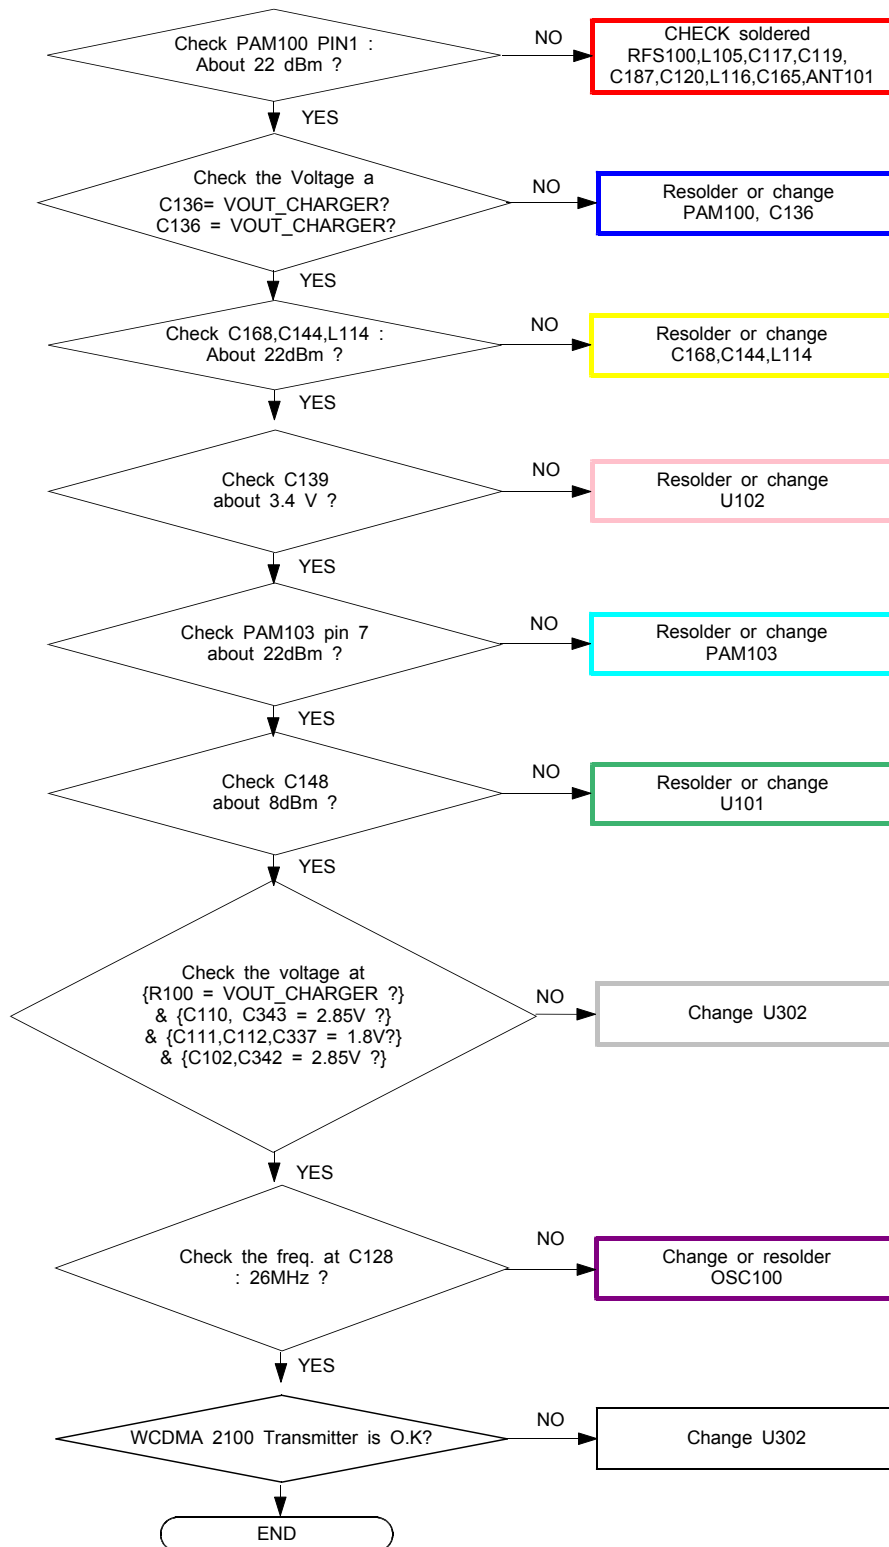 Check PAM100 PIN1 :
About 22 dBm ?
NO
CHECK soldered
RFS100,L105,C117,C119,
C187,C120,L116,C165,ANT101
YES
Check the Voltage a
C136= VOUT_CHARGER?
C136 = VOUT_CHARGER?
NO
Resolder or change
PAM100, C136
YES
Check C168,C144,L114 :
About 22dBm ?
NO
Resolder or change
C168,C144,L114
YES
Check C139
about 3.4 V ?
NO
Resolder or change
U102
YES
Check PAM103 pin 7
about 22dBm ?
NO
Resolder or change
PAM103
YES
Check C148
about 8dBm ?
NO
Resolder or change
U101
YES
Check the voltage at
{R100 = VOUT_CHARGER ?}
& {C110, C343 = 2.85V ?}
& {C111,C112,C337 = 1.8V?}
& {C102,C342 = 2.85V ?}
NO
Change U302
YES
Check the freq. at C128
: 26MHz ?
NO
Change or resolder
OSC100
YES
WCDMA 2100 Transmitter is O.K?
NO
Change U302
END